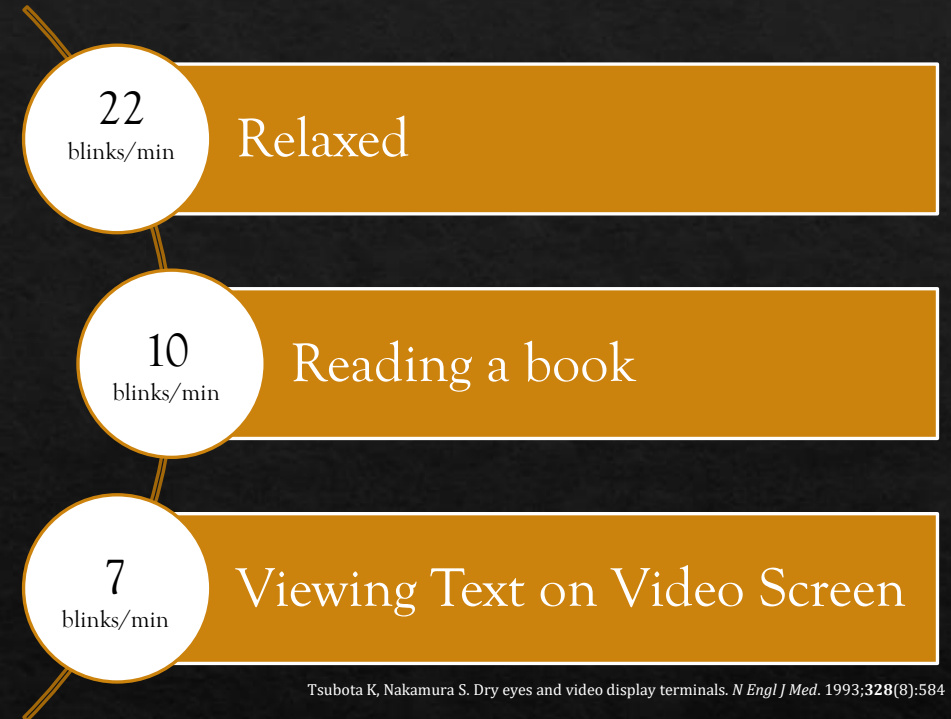 22
blinks/min
Relaxed
10
blinks/min
Reading a book
7
blinks/min
Viewing Text on Video Screen
Tsubota K, Nakamura S. Dry eyes and video display terminals. N Engl J Med. 1993;328(8):584